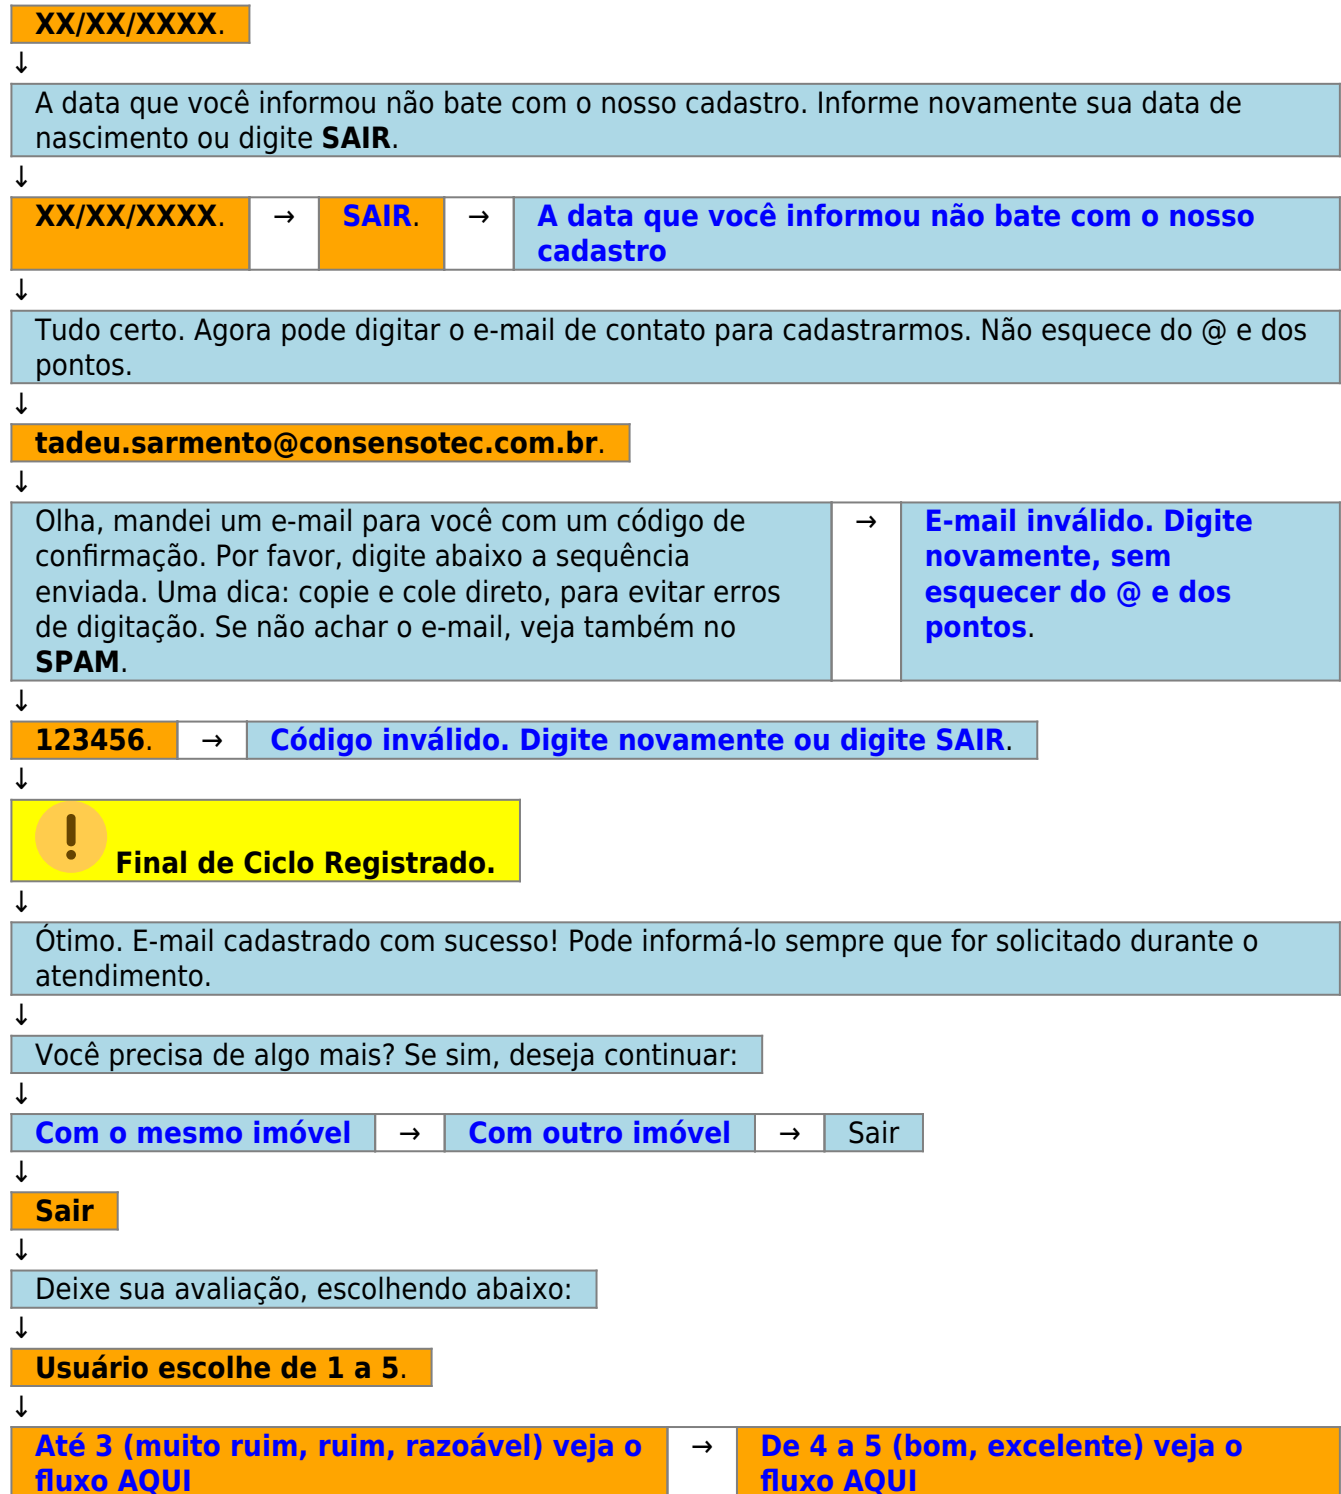 XX/XX/XXXX.
↓
A data que você informou não bate com o nosso cadastro. Informe novamente sua data de
nascimento ou digite SAIR.
↓
XX/XX/XXXX. → SAIR. → A data que você informou não bate com o nosso
cadastro
↓
Tudo certo. Agora pode digitar o e-mail de contato para cadastrarmos. Não esquece do @ e dos
pontos.
↓
tadeu.sarmento@consensotec.com.br.
↓
Olha, mandei um e-mail para você com um código de
confirmação. Por favor, digite abaixo a sequência
enviada. Uma dica: copie e cole direto, para evitar erros
de digitação. Se não achar o e-mail, veja também no
SPAM.
→
E-mail inválido. Digite
novamente, sem
esquecer do @ e dos
pontos.
↓
123456. → Código inválido. Digite novamente ou digite SAIR.
↓
Final de Ciclo Registrado.
↓
Ótimo. E-mail cadastrado com sucesso! Pode informá-lo sempre que for solicitado durante o
atendimento.
↓
Você precisa de algo mais? Se sim, deseja continuar:
↓
Com o mesmo imóvel → Com outro imóvel → Sair
↓
Sair
↓
Deixe sua avaliação, escolhendo abaixo:
↓
Usuário escolhe de 1 a 5.
↓
Até 3 (muito ruim, ruim, razoável) veja o
fluxo AQUI
→
De 4 a 5 (bom, excelente) veja o
fluxo AQUI